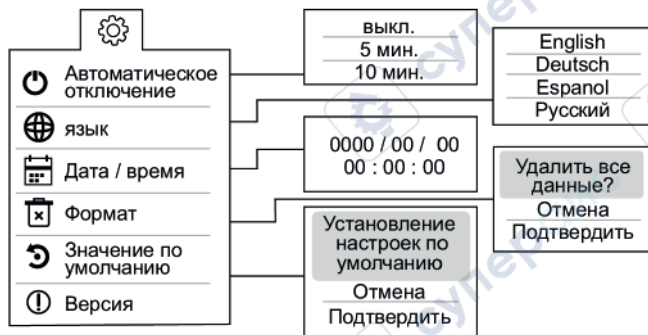 Автоматическое
отключение
язык
Дата / время
Формат
Значение по
умолчанию
Версия
выкл.
5 мин.
10 мин.
English
Deutsch
Espanol
Русский
0000 / 00 / 00
00 : 00 : 00
Удалить все
данные?
Отмена
Подтвердить
Установление
настроек по
умолчанию
Отмена
Подтвердить